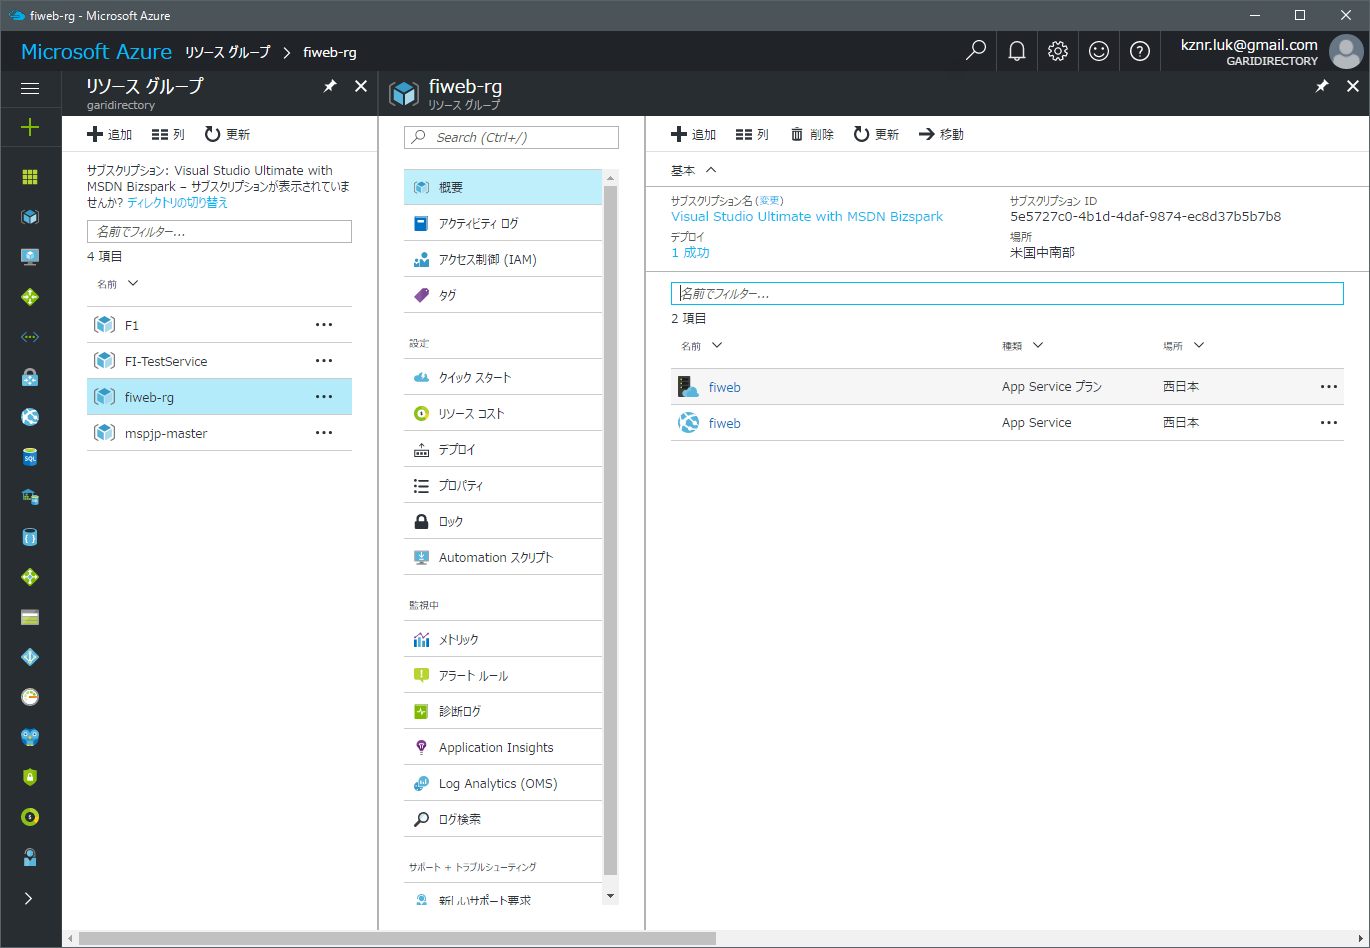 fiweb-rg - Microsoft Azure
Microsoft Azure リソース グループ > fiweb-rg
kznr.luk@gmail.com
GARIDIRECTORY
リソース グループ
garidirectory
追加 列 更新
サブスクリプション: Visual Studio Ultimate with
MSDN Bizspark – サブスクリプションが表示されていま
せんか? ディレクトリの切り替え
名前でフィルター...
4 項目
名前
F1
FI-TestService
fiweb-rg
mspjp-master
fiweb-rg
リソース グループ
Search (Ctrl+/)
概要
アクティビティ ログ
アクセス制御 (IAM)
タグ
設定
クイック スタート
リソース コスト
デプロイ
プロパティ
ロック
Automation スクリプト
監視中
メトリック
アラート ルール
診断ログ
Application Insights
Log Analytics (OMS)
ログ検索
サポート + トラブルシューティング
新しいサポート要求
追加 列 削除 更新 移動
基本
サブスクリプション名 (変更)
Visual Studio Ultimate with MSDN Bizspark
デプロイ
1 成功
サブスクリプション ID
5e5727c0-4b1d-4daf-9874-ec8d37b5b7b8
場所
米国中南部
名前でフィルター...
2 項目
名前 種類 場所
fiweb App Service プラン 西日本
fiweb App Service 西日本